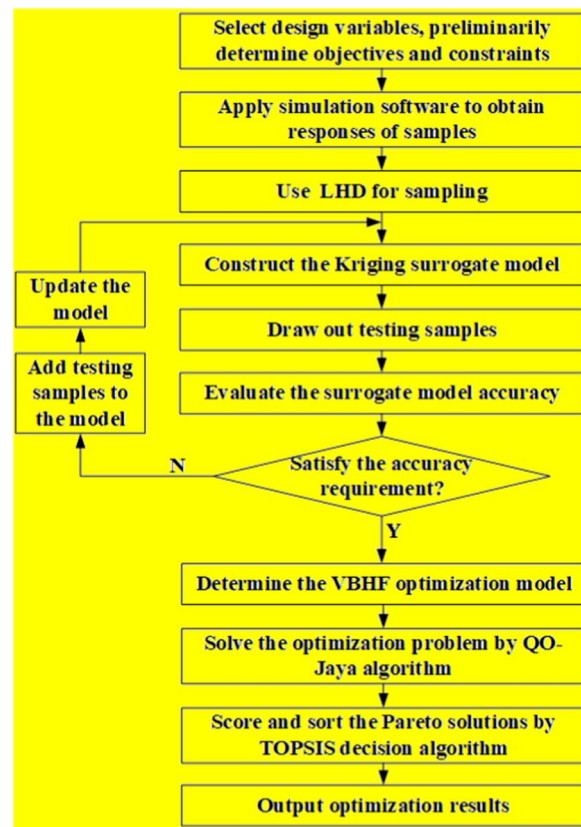 Select design variables, preliminarily
determine objectives and constraints
Apply simulation software to obtain
responses of samples
Use LHD for sampling
Construct the Kriging surrogate model
Update the
model
Draw out testing samples
Add testing
samples to
the model
Evaluate the surrogate model accuracy
Satisfy the accuracy
requirement?
N
Y
Determine the VBHF optimization model
Solve the optimization problem by QO-
Jaya algorithm
Score and sort the Pareto solutions by
TOPSIS decision algorithm
Output optimization results